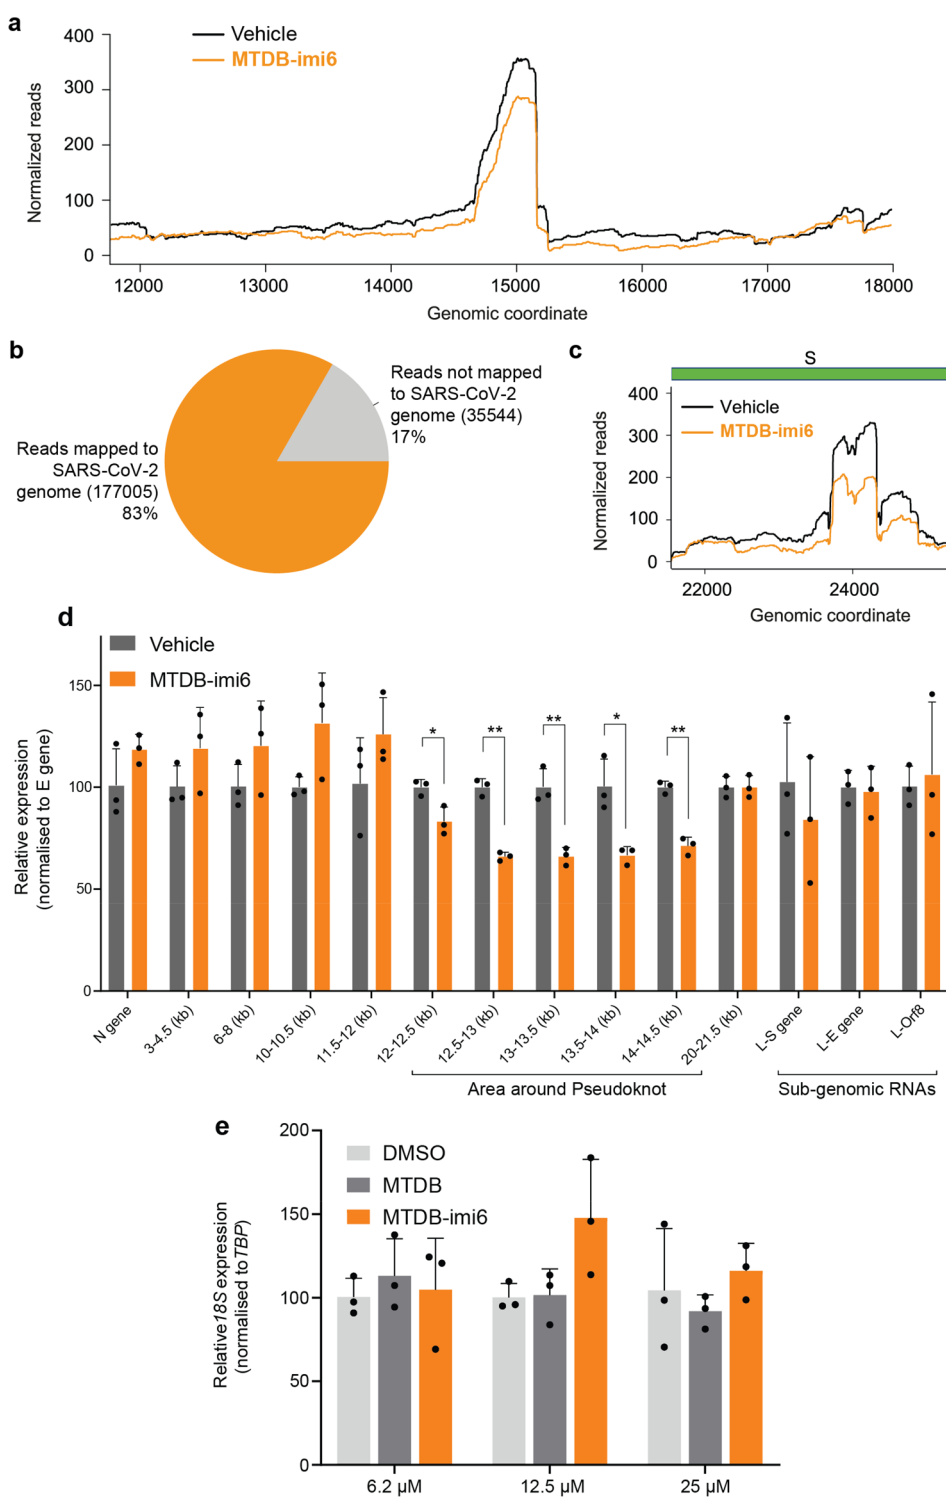 a
Vehicle
MTDB-imi6
Normalized reads
400
300
200
100
0
12000 13000 14000 15000 16000 17000 18000
Genomic coordinate
b
Reads not mapped
to SARS-CoV-2
genome (35544)
17%
Reads mapped to
SARS-CoV-2
genome (177005)
83%
c
S
Vehicle
MTDB-imi6
Normalized reads
400
300
200
100
0
22000 24000
Genomic coordinate
d
Vehicle
MTDB-imi6
Relative expression
(normalised to E gene)
150
100
50
0
* ** ** * **
N gene
3-4.5 (kb)
6-8 (kb)
10-10.5 (kb)
11.5-12 (kb)
12-12.5 (kb)
12.5-13 (kb)
13-13.5 (kb)
13.5-14 (kb)
14-14.5 (kb)
20-21.5 (kb)
L-S gene
L-E gene
L-Orf8
Area around Pseudoknot
Sub-genomic RNAs
e
DMSO
MTDB
MTDB-imi6
Relative18S expression
(normalised toTBP)
200
150
100
50
0
6.2 µM 12.5 µM 25 µM